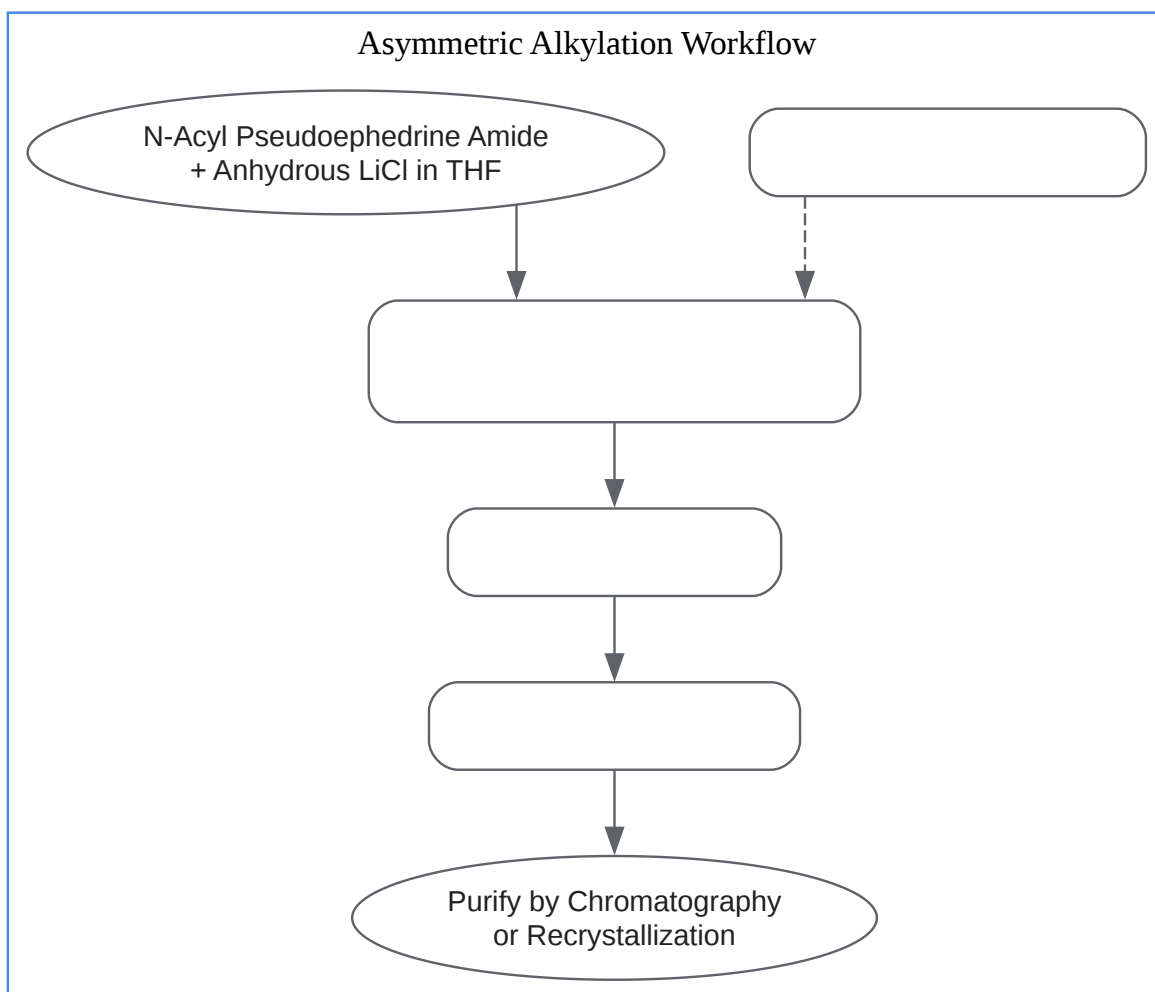 Asymmetric Alkylation Workflow
N-Acyl Pseudoephedrine Amide
+ Anhydrous LiCl in THF
Purify by Chromatography
or Recrystallization